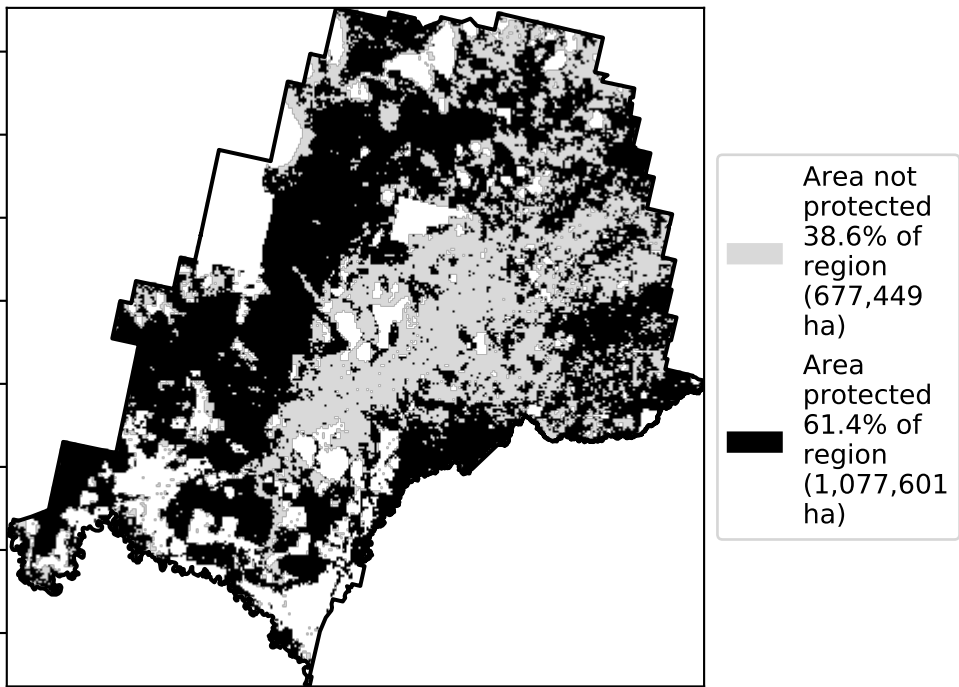 Area not
protected
38.6% of
region
(677,449
ha)
Area
protected
61.4% of
region
(1,077,601
ha)